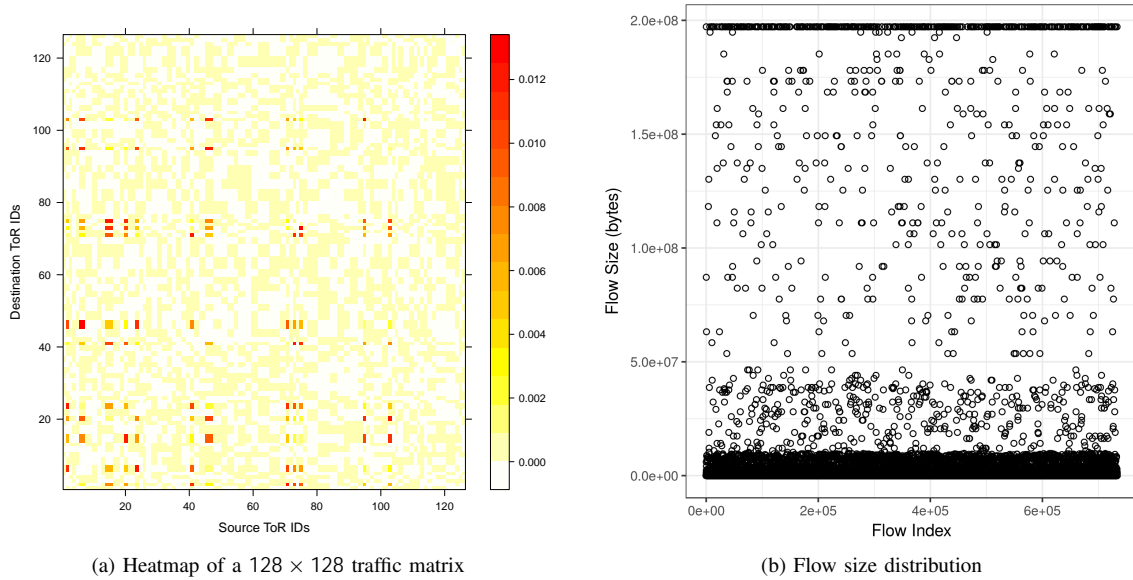 120
100
80
60
40
20
Destination ToR IDs
20 40 60 80 100 120
Source ToR IDs
0.012
0.010
0.008
0.006
0.004
0.002
0.000
(a) Heatmap of a 128 × 128 traffic matrix
2.0e+08
1.5e+08
1.0e+08
5.0e+07
0.0e+00
Flow Size (bytes)
0e+00 2e+05 4e+05 6e+05
Flow Index
(b) Flow size distribution